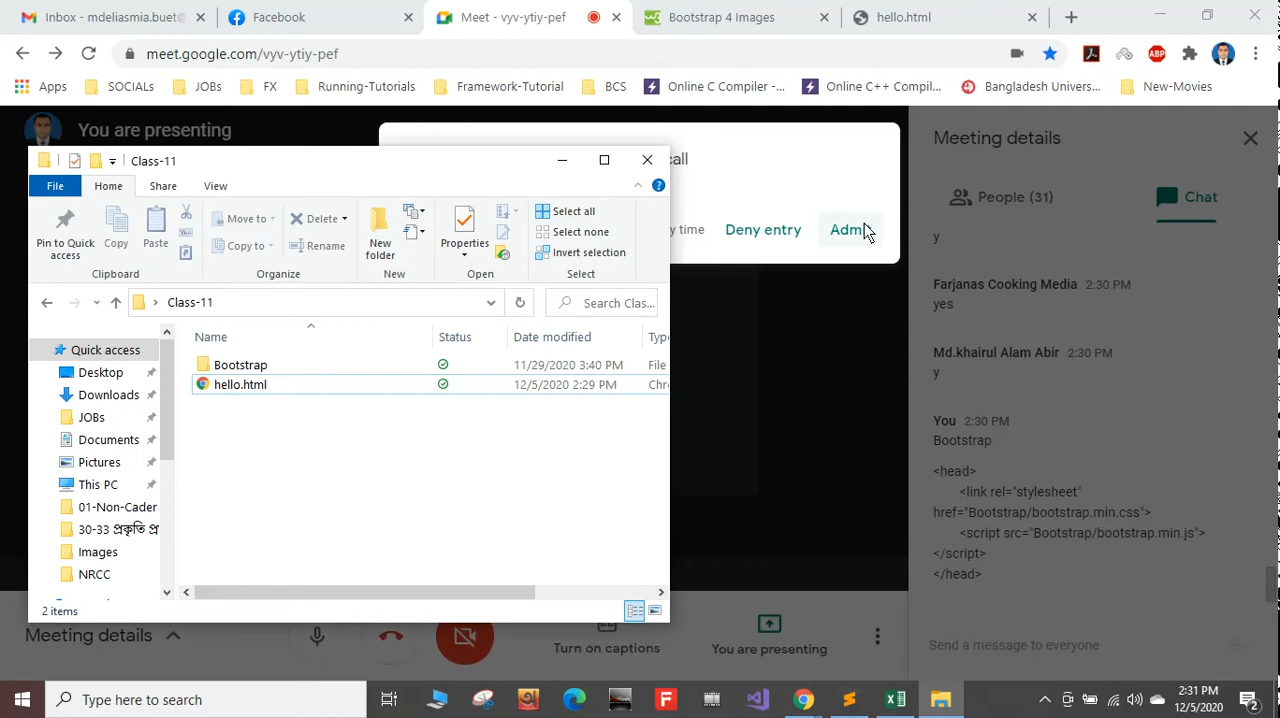 Inbox - mdeliasmia.buet@
Facebook
Meet - vyv-ytiy-pef
Bootstrap 4 Images
hello.html
meet.google.com/vyv-ytiy-pef
Apps
SOCIALs
JOBs
FX
Running-Tutorials
Framework-Tutorial
BCS
Online C Compiler -...
Online C++ Compil...
Bangladesh Univers...
New-Movies
You are presenting
call
y time
Deny entry
Class-11
File
Home
Share
View
Pin to Quick access
Copy
Paste
Clipboard
Move to
Copy to
Delete
Rename
Organize
New folder
New
Properties
Open
Select all
Select none
Invert selection
Select
Class-11
Search Clas...
Quick access
Desktop
Downloads
JOBs
Documents
Pictures
This PC
01-Non-Cader
30-33 প্রকৃতি প্র
Images
NRCC
Name
Status
Date modified
Bootstrap
11/29/2020 3:40 PM
File
hello.html
12/5/2020 2:29 PM
2 items
Meeting details
People (31)
Chat
y
Farjanas Cooking Media 2:30 PM
yes
Md.khairul Alam Abir 2:30 PM
y
You 2:30 PM
Bootstrap
<head>
<link rel="stylesheet"
href="Bootstrap/bootstrap.min.css">
<script src="Bootstrap/bootstrap.min.js">
</script>
</head>
Send a message to everyone
Meeting details
Turn on captions
You are presenting
Type here to search
2:31 PM
12/5/2020
2